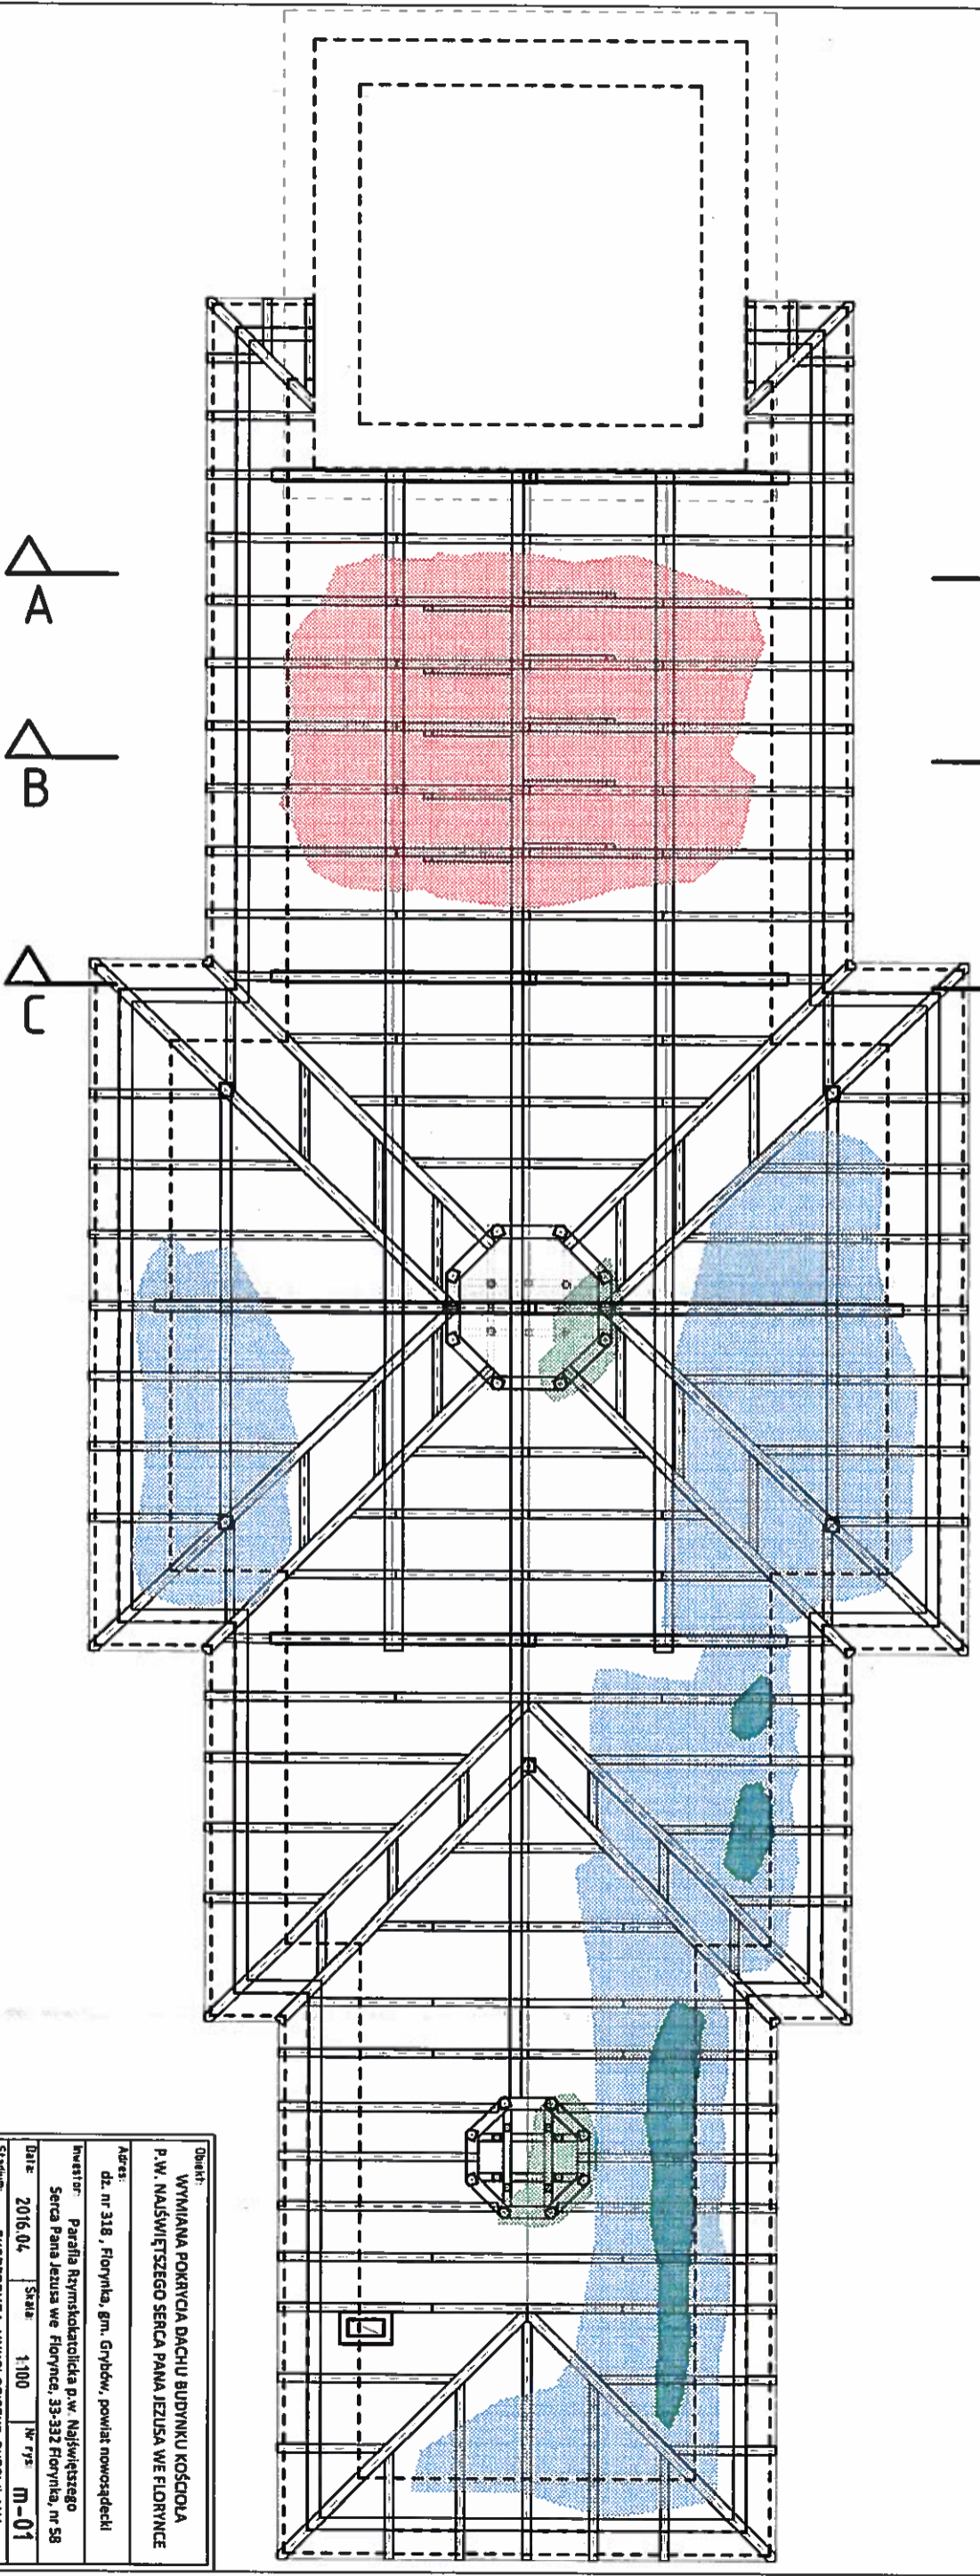 A
B
C
Obiekt:
WYMIANA POKRYCIA DACHU BUDYNKU KOŚCIOŁA
P.W. NAJŚWIĘTSZEGO SERCA PANA JEZUSA WE FLORYNCE
Adres:
dz. nr 318, Florynka, gm. Grybów, powiat nowosądecki
Inwestor: Parafia Rzymskokatolicka p.w. Najświętszego
Serca Pana Jezusa we Florynce, 33-332 Florynka, nr 58
Data: 2016.04 Skala: 1:100 Nr rys: m-01